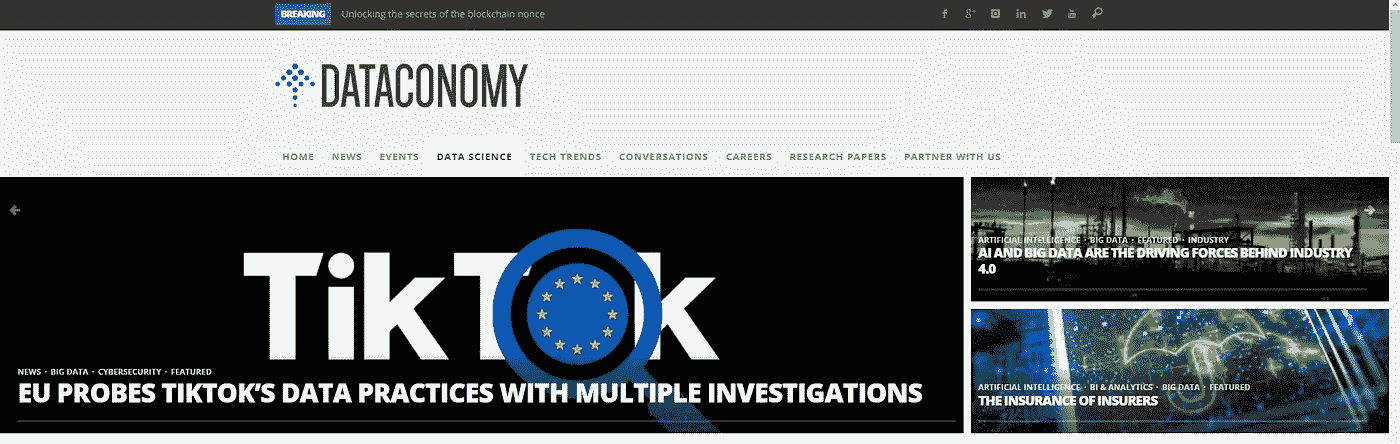 BREAKING Unlocking the secrets of the blockchain nonce
DATACONOMY
HOME NEWS EVENTS DATA SCIENCE TECH TRENDS CONVERSATIONS CAREERS RESEARCH PAPERS PARTNER WITH US
TikTok
NEWS · BIG DATA · CYBERSECURITY · FEATURED
EU PROBES TIKTOK'S DATA PRACTICES WITH MULTIPLE INVESTIGATIONS
ARTIFICIAL INTELLIGENCE · BIG DATA · FEATURED · INDUSTRY
AI AND BIG DATA ARE THE DRIVING FORCES BEHIND INDUSTRY
4.0
ARTIFICIAL INTELLIGENCE · BI & ANALYTICS · BIG DATA · FEATURED
THE INSURANCE OF INSURERS